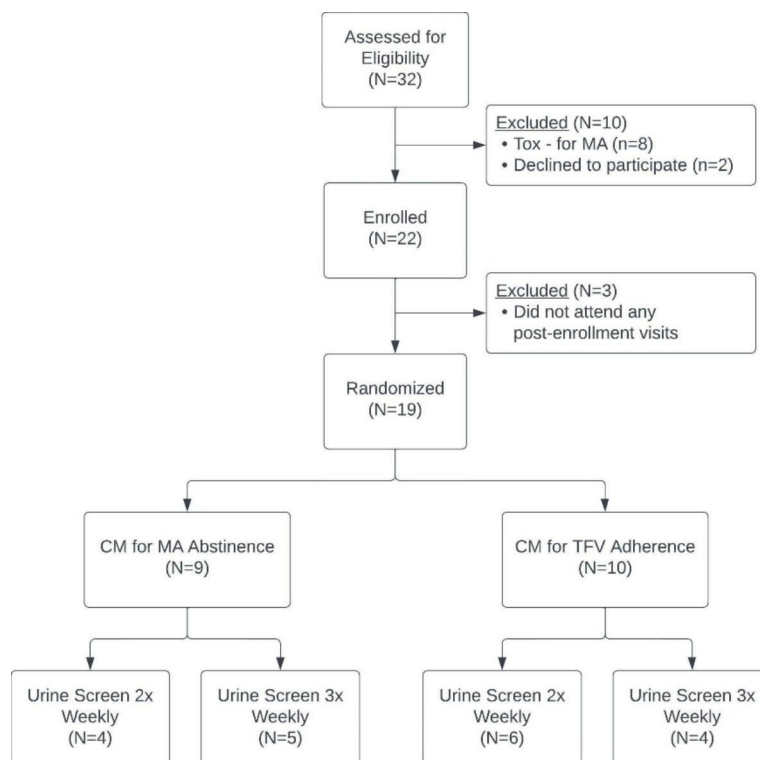 Assessed for
Eligibility
(N=32)
Excluded (N=10)
• Tox - for MA (n=8)
• Declined to participate (n=2)
Enrolled
(N=22)
Excluded (N=3)
• Did not attend any
post-enrollment visits
Randomized
(N=19)
CM for MA Abstinence
(N=9)
CM for TFV Adherence
(N=10)
Urine Screen 2x
Weekly
(N=4)
Urine Screen 3x
Weekly
(N=5)
Urine Screen 2x
Weekly
(N=6)
Urine Screen 3x
Weekly
(N=4)